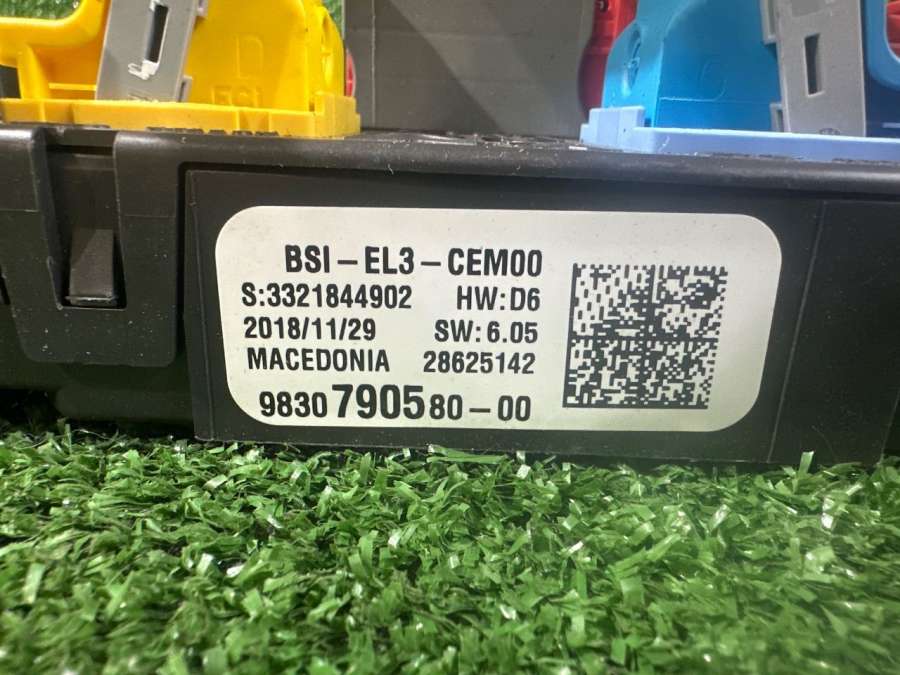 D
BSI-EL3-CEM00
S:3321844902 HW:D6
2018/11/29 SW:6.05
MACEDONIA 28625142
9830790580-00